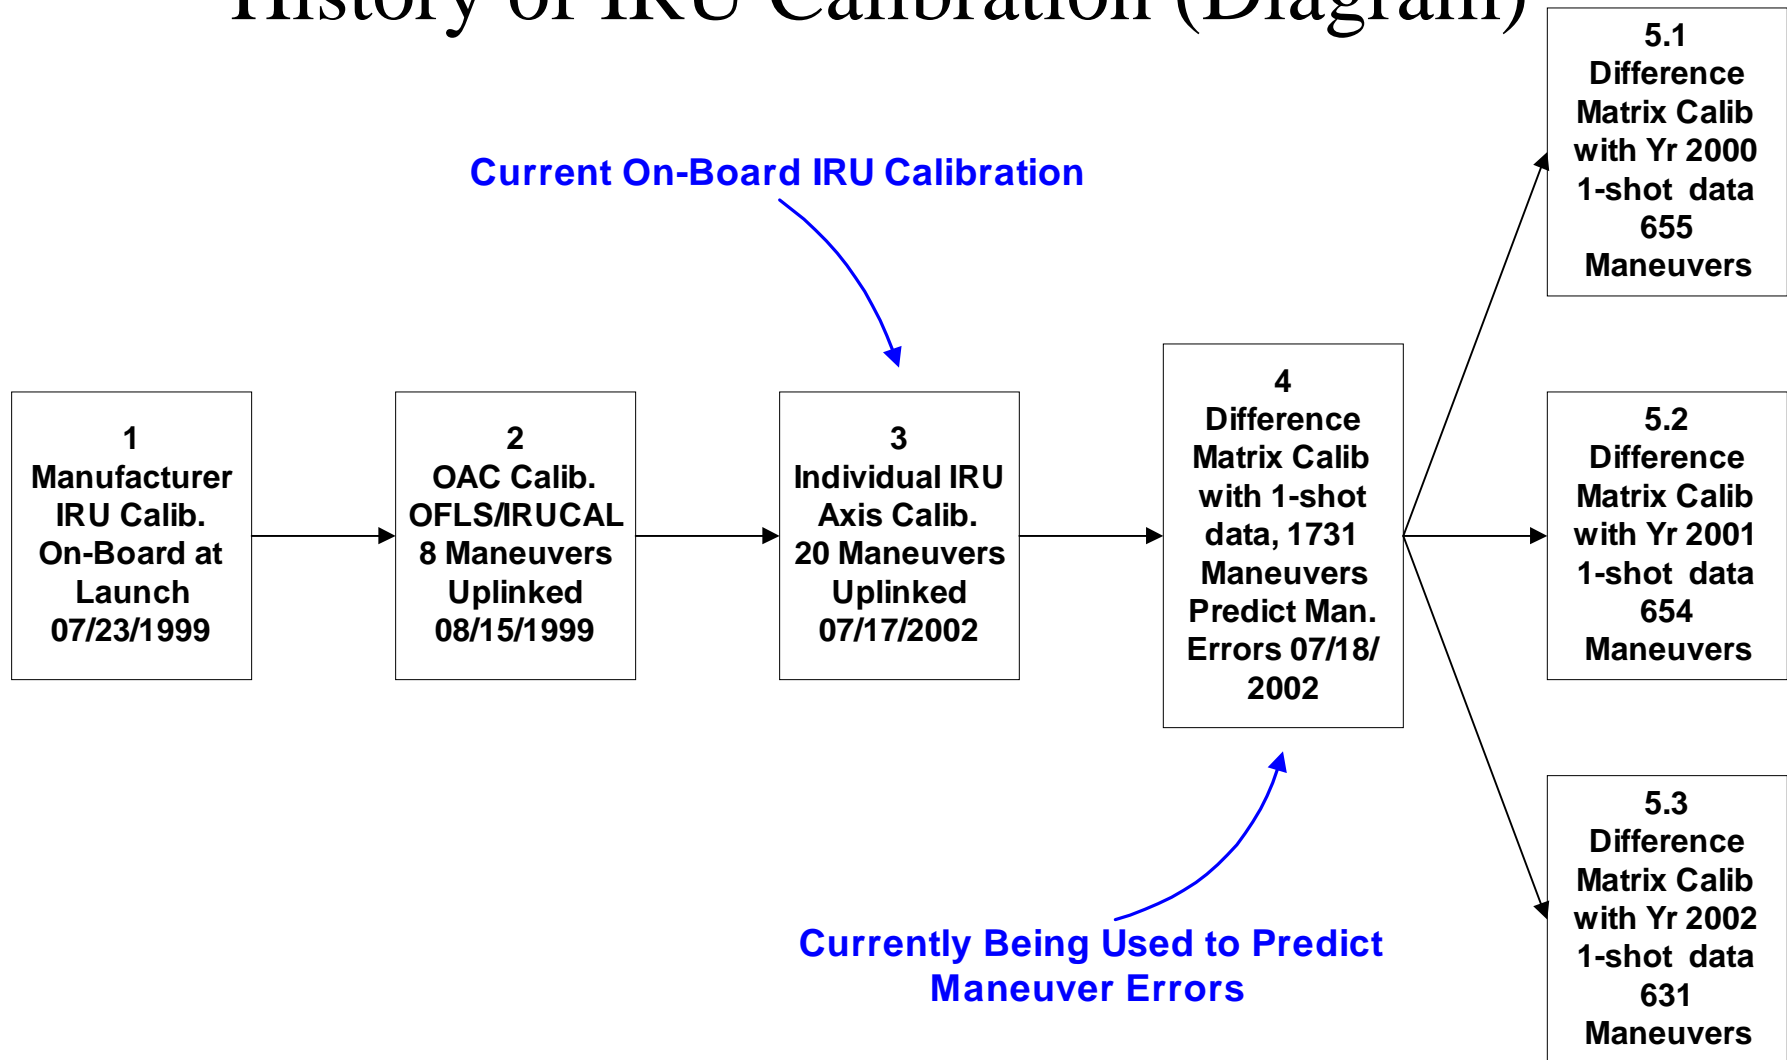 History of IRU Calibration (Diagram)
Current On-Board IRU Calibration
1
Manufacturer
IRU Calib.
On-Board at
Launch
07/23/1999
2
OAC Calib.
OFLS/IRUCAL
8 Maneuvers
Uplinked
08/15/1999
3
Individual IRU
Axis Calib.
20 Maneuvers
Uplinked
07/17/2002
4
Difference
Matrix Calib
with 1-shot
data, 1731
Maneuvers
Predict Man.
Errors 07/18/
2002
5.1
Difference
Matrix Calib
with Yr 2000
1-shot data
655
Maneuvers
5.2
Difference
Matrix Calib
with Yr 2001
1-shot data
654
Maneuvers
5.3
Difference
Matrix Calib
with Yr 2002
1-shot data
631
Maneuvers
Currently Being Used to Predict
Maneuver Errors